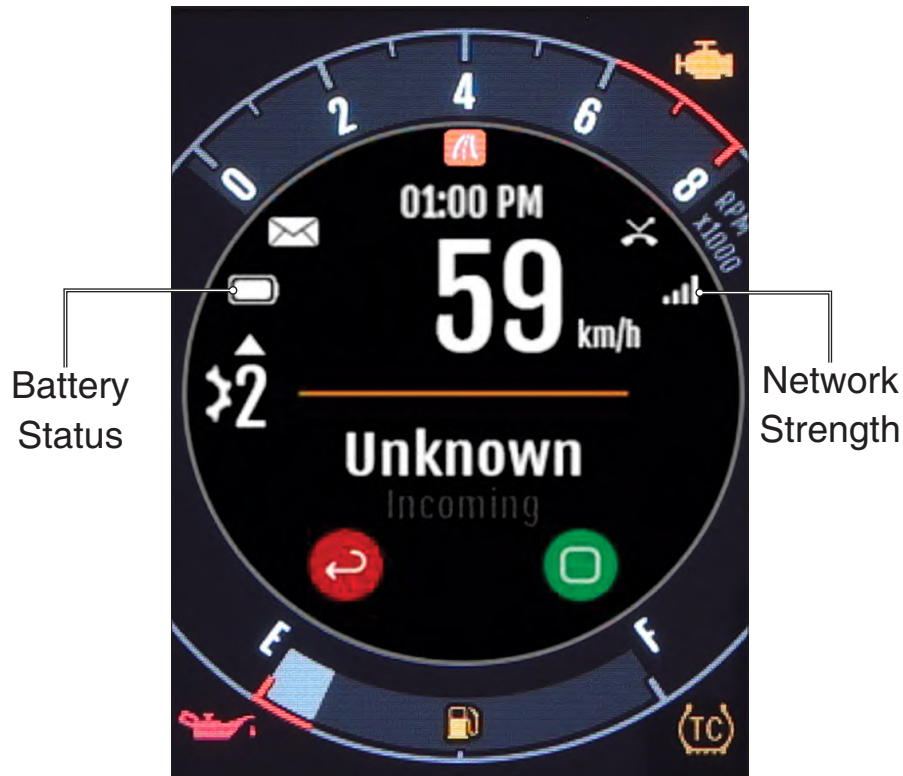 0
2
4
6
8
RPM
x1000
01:00 PM
59
km/h
2
Battery
Status
Network
Strength
Unknown
Incoming
E
F
TC